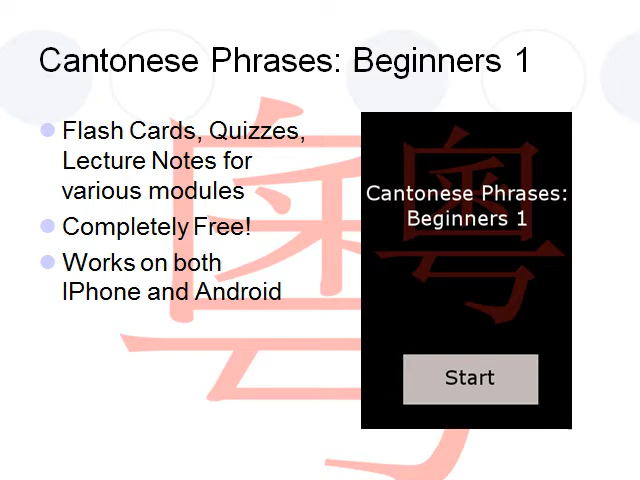 Cantonese Phrases: Beginners 1
Flash Cards, Quizzes,
Lecture Notes for
various modules
Completely Free!
Works on both
IPhone and Android
粵
粵
Cantonese Phrases:
Beginners 1
Start